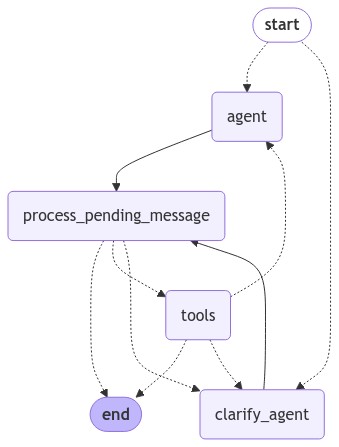 start
agent
process_pending_message
tools
end
clarify_agent